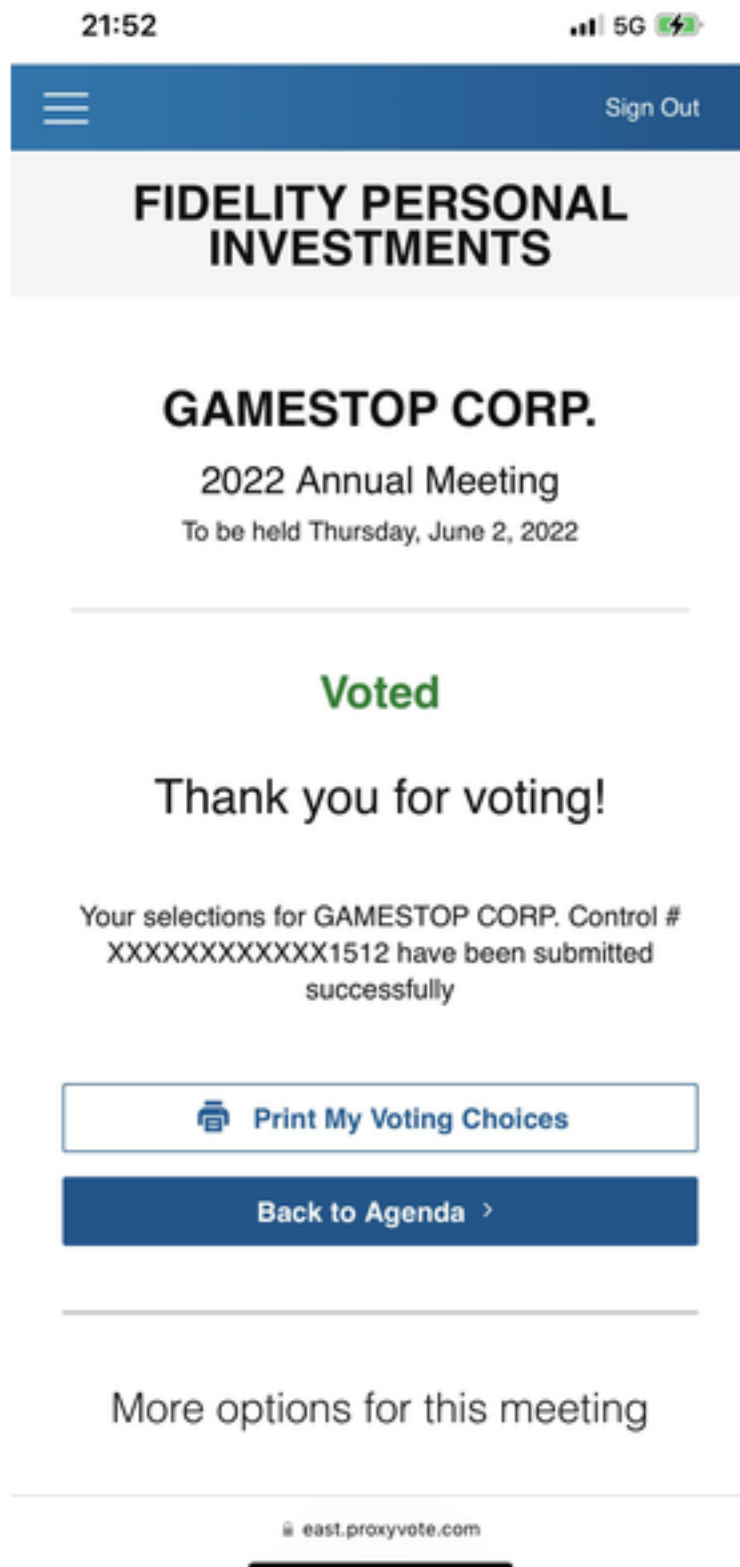 21:52 5G
Sign Out
FIDELITY PERSONAL
INVESTMENTS
GAMESTOP CORP.
2022 Annual Meeting
To be held Thursday, June 2, 2022
Voted
Thank you for voting!
Your selections for GAMESTOP CORP. Control #
XXXXXXXXXXXX1512 have been submitted
successfully
Print My Voting Choices
Back to Agenda >
More options for this meeting
east.proxyvote.com